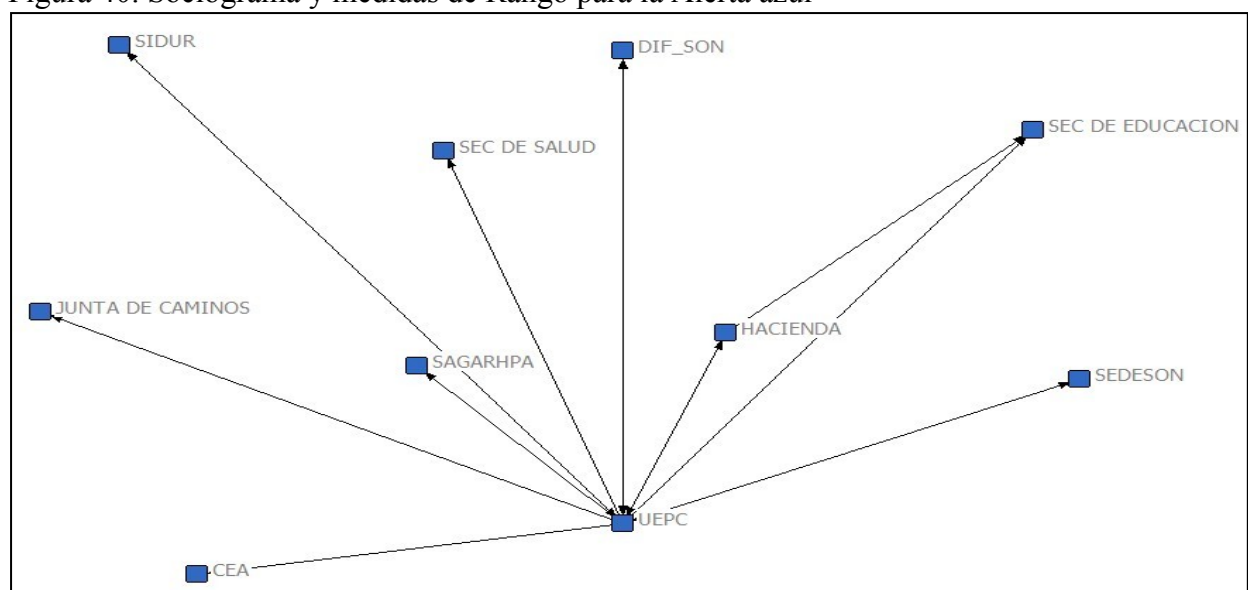 Figura 40. Sociograma y medidas de Rango para la Alerta azul
SIDUR
DIF_SON
SEC DE EDUCACION
SEC DE SALUD
JUNTA DE CAMINOS
HACIENDA
SAGARHPA
SEDESON
UEPC
CEA